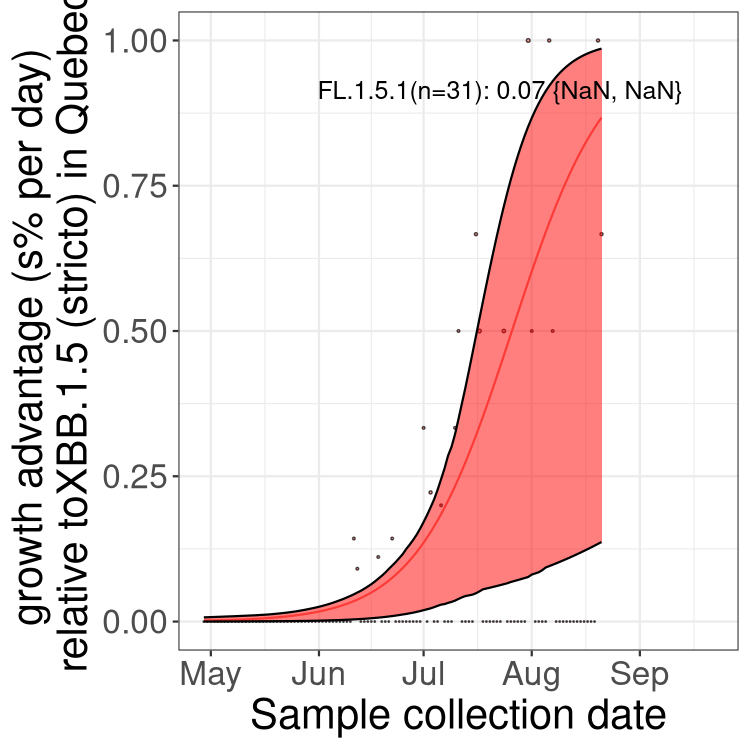 growth advantage (s% per day)
relative toXBB.1.5 (stricto) in Quebec
1.00
0.75
0.50
0.25
0.00
FL.1.5.1(n=31): 0.07 {NaN, NaN}
May Jun Jul Aug Sep
Sample collection date